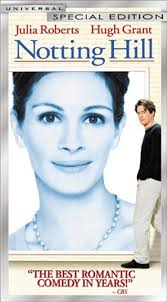 UNIVERSAL SPECIAL EDITION
Julia Roberts Hugh Grant
Notting Hill
"THE BEST ROMANTIC
COMEDY IN YEARS!"
– CBS